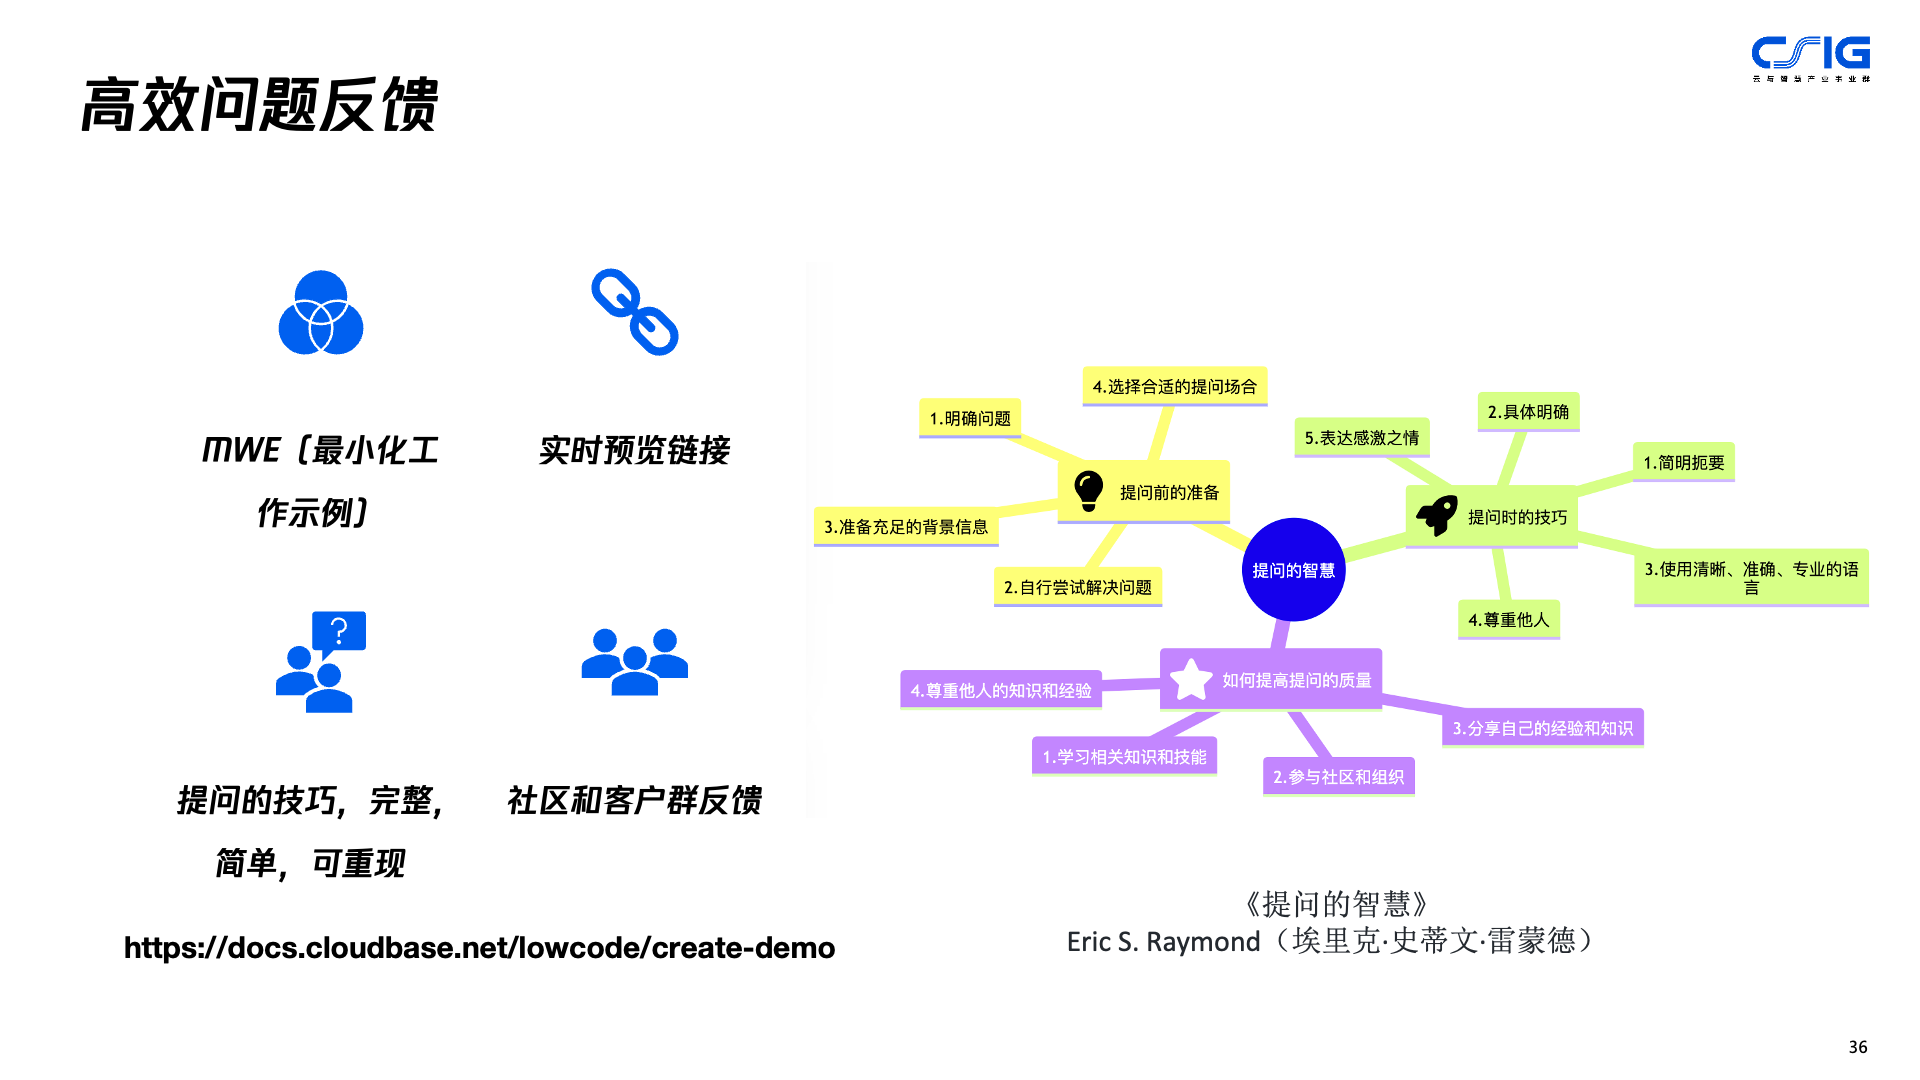 CSIG
云与智慧产业事业群
高效问题反馈
MWE（最小化工
作示例）
实时预览链接
?
提问的技巧，完整，
简单，可重现
社区和客户群反馈
https://docs.cloudbase.net/lowcode/create-demo
提问的智慧
提问前的准备
1.明确问题
2.自行尝试解决问题
3.准备充足的背景信息
4.选择合适的提问场合
提问时的技巧
1.简明扼要
2.具体明确
3.使用清晰、准确、专业的语
言
4.尊重他人
5.表达感激之情
如何提高提问的质量
1.学习相关知识和技能
2.参与社区和组织
3.分享自己的经验和知识
4.尊重他人的知识和经验
《提问的智慧》
Eric S. Raymond（埃里克·史蒂文·雷蒙德）
36